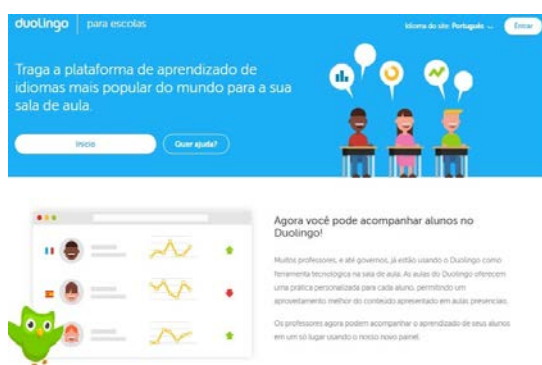 duolingo para escolas Idioma do site: Português Entrar
Traga a plataforma de aprendizado de
idiomas mais popular do mundo para a sua
sala de aula.
Início Quer ajuda?
Agora você pode acompanhar alunos no
Duolingo!
Muitos professores, e até governos, já estão usando o Duolingo como
ferramenta tecnológica na sala de aula. As aulas do Duolingo oferecem
uma prática personalizada para cada aluno, permitindo um
aproveitamento melhor do conteúdo apresentado em aulas presenciais.
Os professores agora podem acompanhar o aprendizado de seus alunos
em um só lugar usando o nosso novo painel.